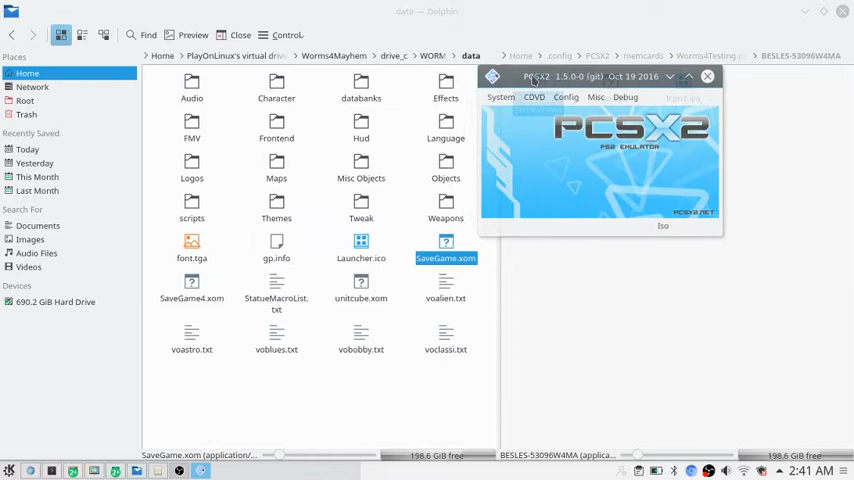 data — Dolphin
Find Preview Close Control
Home PlayOnLinux's virtual drive Worms4Mayhem drive_c WORM data
Home .config PCSX2 memcards Worms4Testing.p BESLES-53096W4MA
Places
Home
Network
Root
Trash
Recently Saved
Today
Yesterday
This Month
Last Month
Search For
Documents
Images
Audio Files
Videos
Devices
690.2 GiB Hard Drive
Audio Character databanks Effects
FMV Frontend Hud Language
Logos Maps Misc Objects Objects
scripts Themes Tweak Weapons
font.tga gp.info Launcher.ico SaveGame.xom
SaveGame4.xom StatueMacroList.txt unitcube.xom voalien.txt
voastro.txt voblues.txt vobobby.txt voclassi.txt
PCSX2 1.5.0-0 (git) Oct 19 2016
System CDVD Config Misc Debug
PCSX2
PS2 EMULATOR
PCSX2.NET
Iso
SaveGame.xom (application/... 198.6 GiB free
BESLES-53096W4MA (application/... 198.6 GiB free
2:41 AM